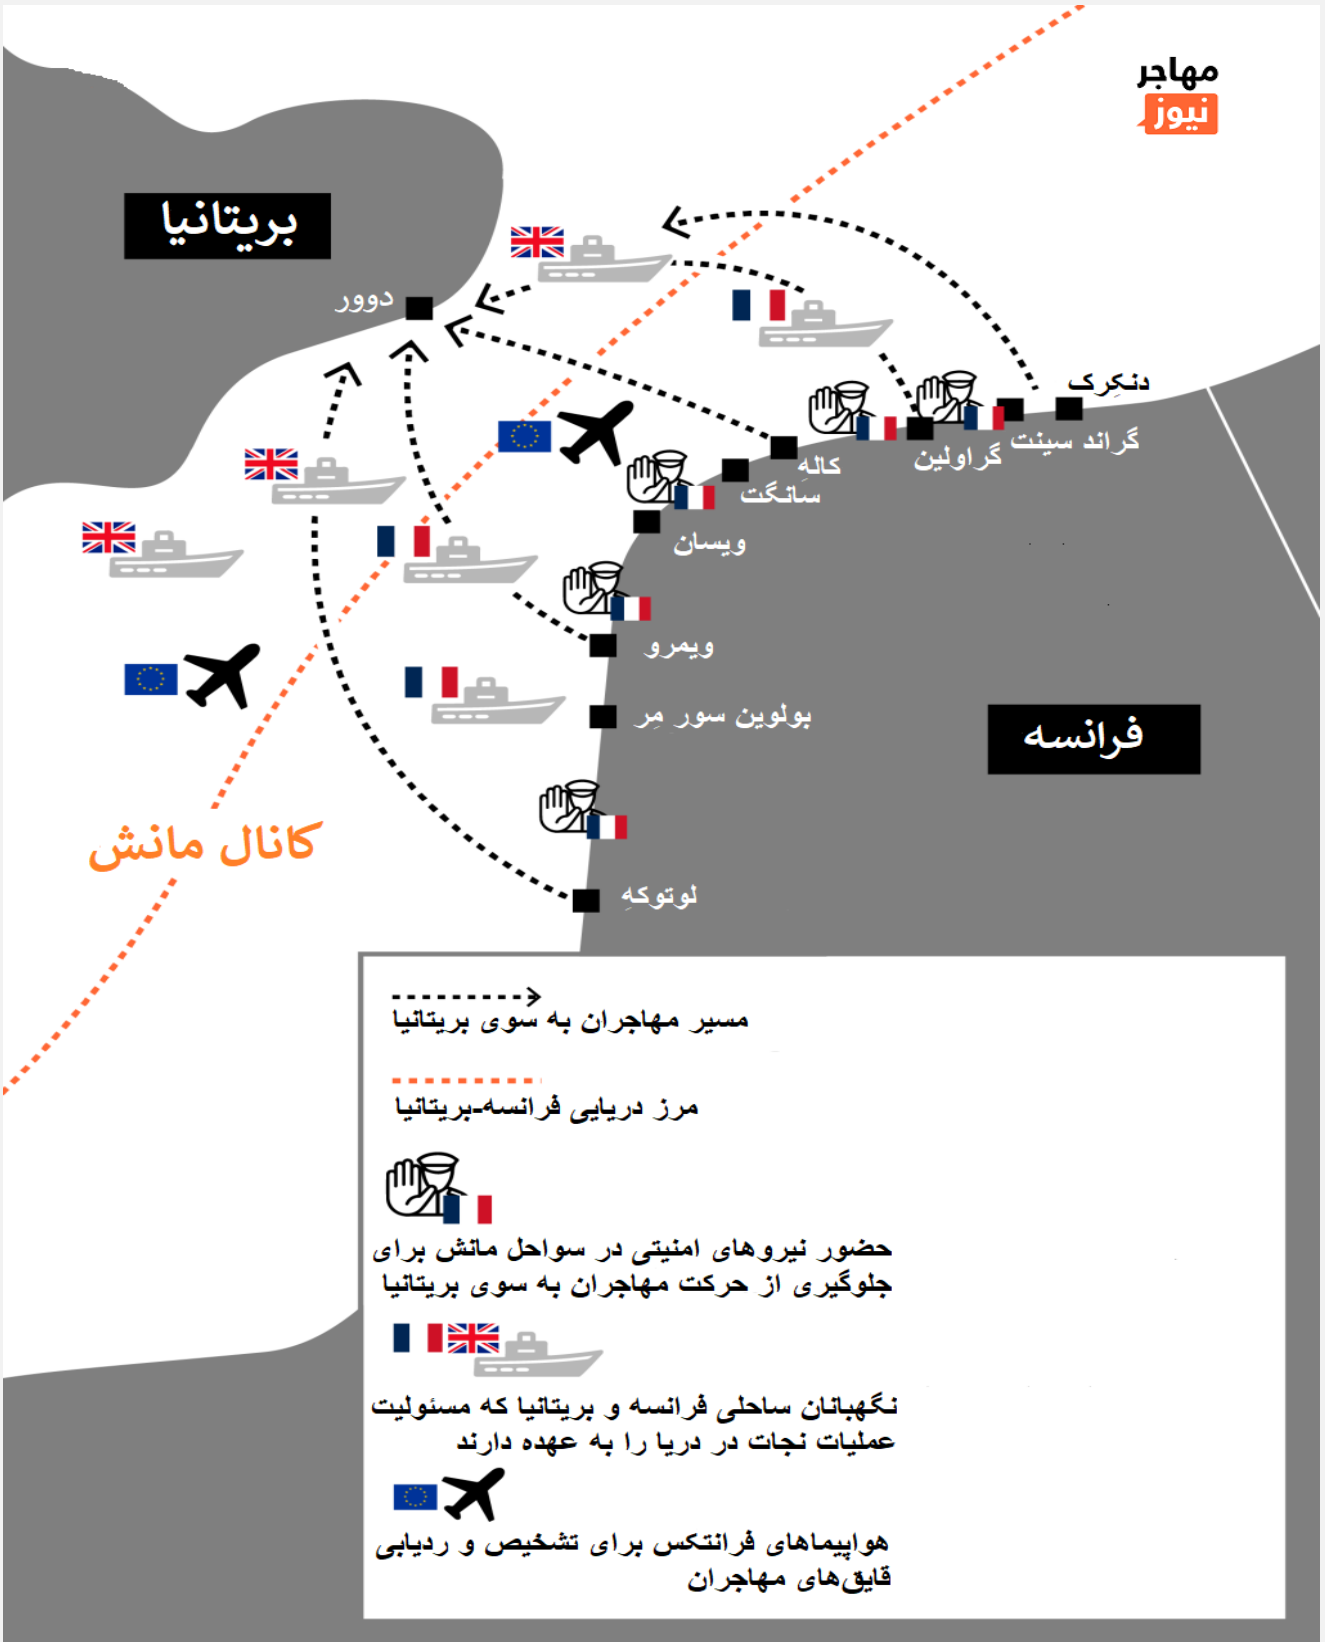 مهاجر
نیوز
بریتانیا
دوور
دنکِرک
گراند سینت
گراولین
کالهِ
سانگت
ویسان
ویمرو
بولوین سور مِر
فرانسه
کانال مانش
لوتوکهِ
مسیر مهاجران به سوی بریتانیا
مرز دریایی فرانسه-بریتانیا
حضور نیروهای امنیتی در سواحل مانش برای
جلوگیری از حرکت مهاجران به سوی بریتانیا
نگهبانان ساحلی فرانسه و بریتانیا که مسئولیت
عملیات نجات در دریا را به عهده دارند
هواپیماهای فرانتکس برای تشخیص و ردیابی
قایق‌های مهاجران